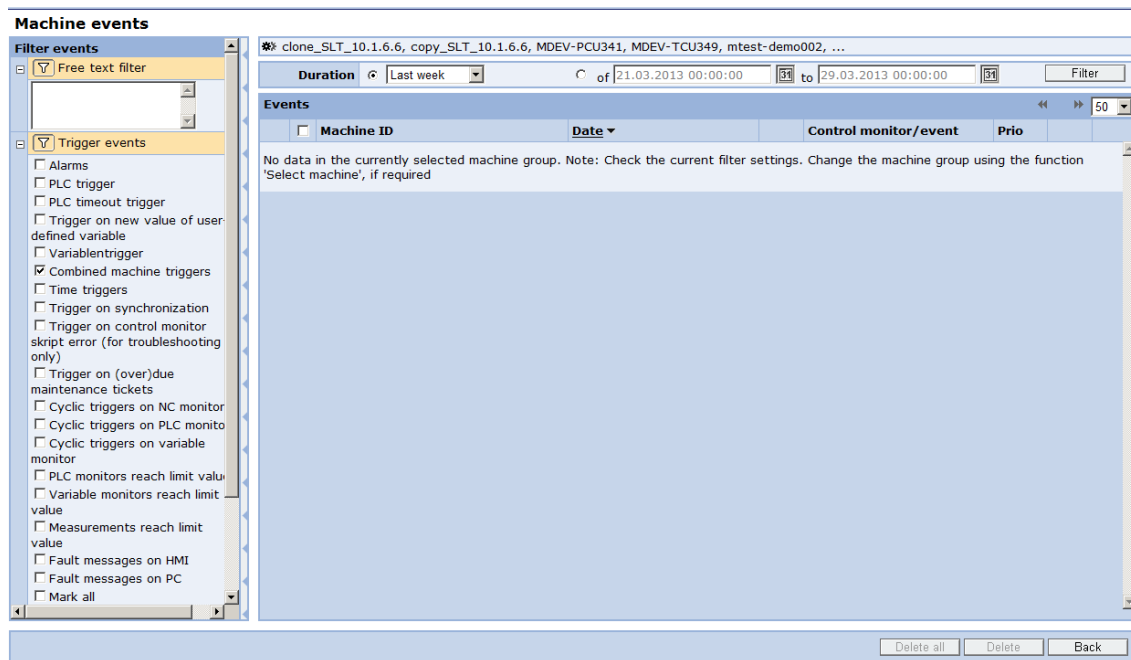 Machine events
Filter events
Free text filter
Trigger events
Alarms
PLC trigger
PLC timeout trigger
Trigger on new value of user-
defined variable
Variablentrigger
Combined machine triggers
Time triggers
Trigger on synchronization
Trigger on control monitor
skript error (for troubleshooting
only)
Trigger on (over)due
maintenance tickets
Cyclic triggers on NC monitor
Cyclic triggers on PLC monito
Cyclic triggers on variable
monitor
PLC monitors reach limit valu
Variable monitors reach limit
value
Measurements reach limit
value
Fault messages on HMI
Fault messages on PC
Mark all
clone_SLT_10.1.6.6, copy_SLT_10.1.6.6, MDEV-PCU341, MDEV-TCU349, mtest-demo002, ...
Duration Last week of 21.03.2013 00:00:00 31 to 29.03.2013 00:00:00 31 Filter
Events 50
Machine ID Date Control monitor/event Prio
No data in the currently selected machine group. Note: Check the current filter settings. Change the machine group using the function
'Select machine', if required
Delete all Delete Back